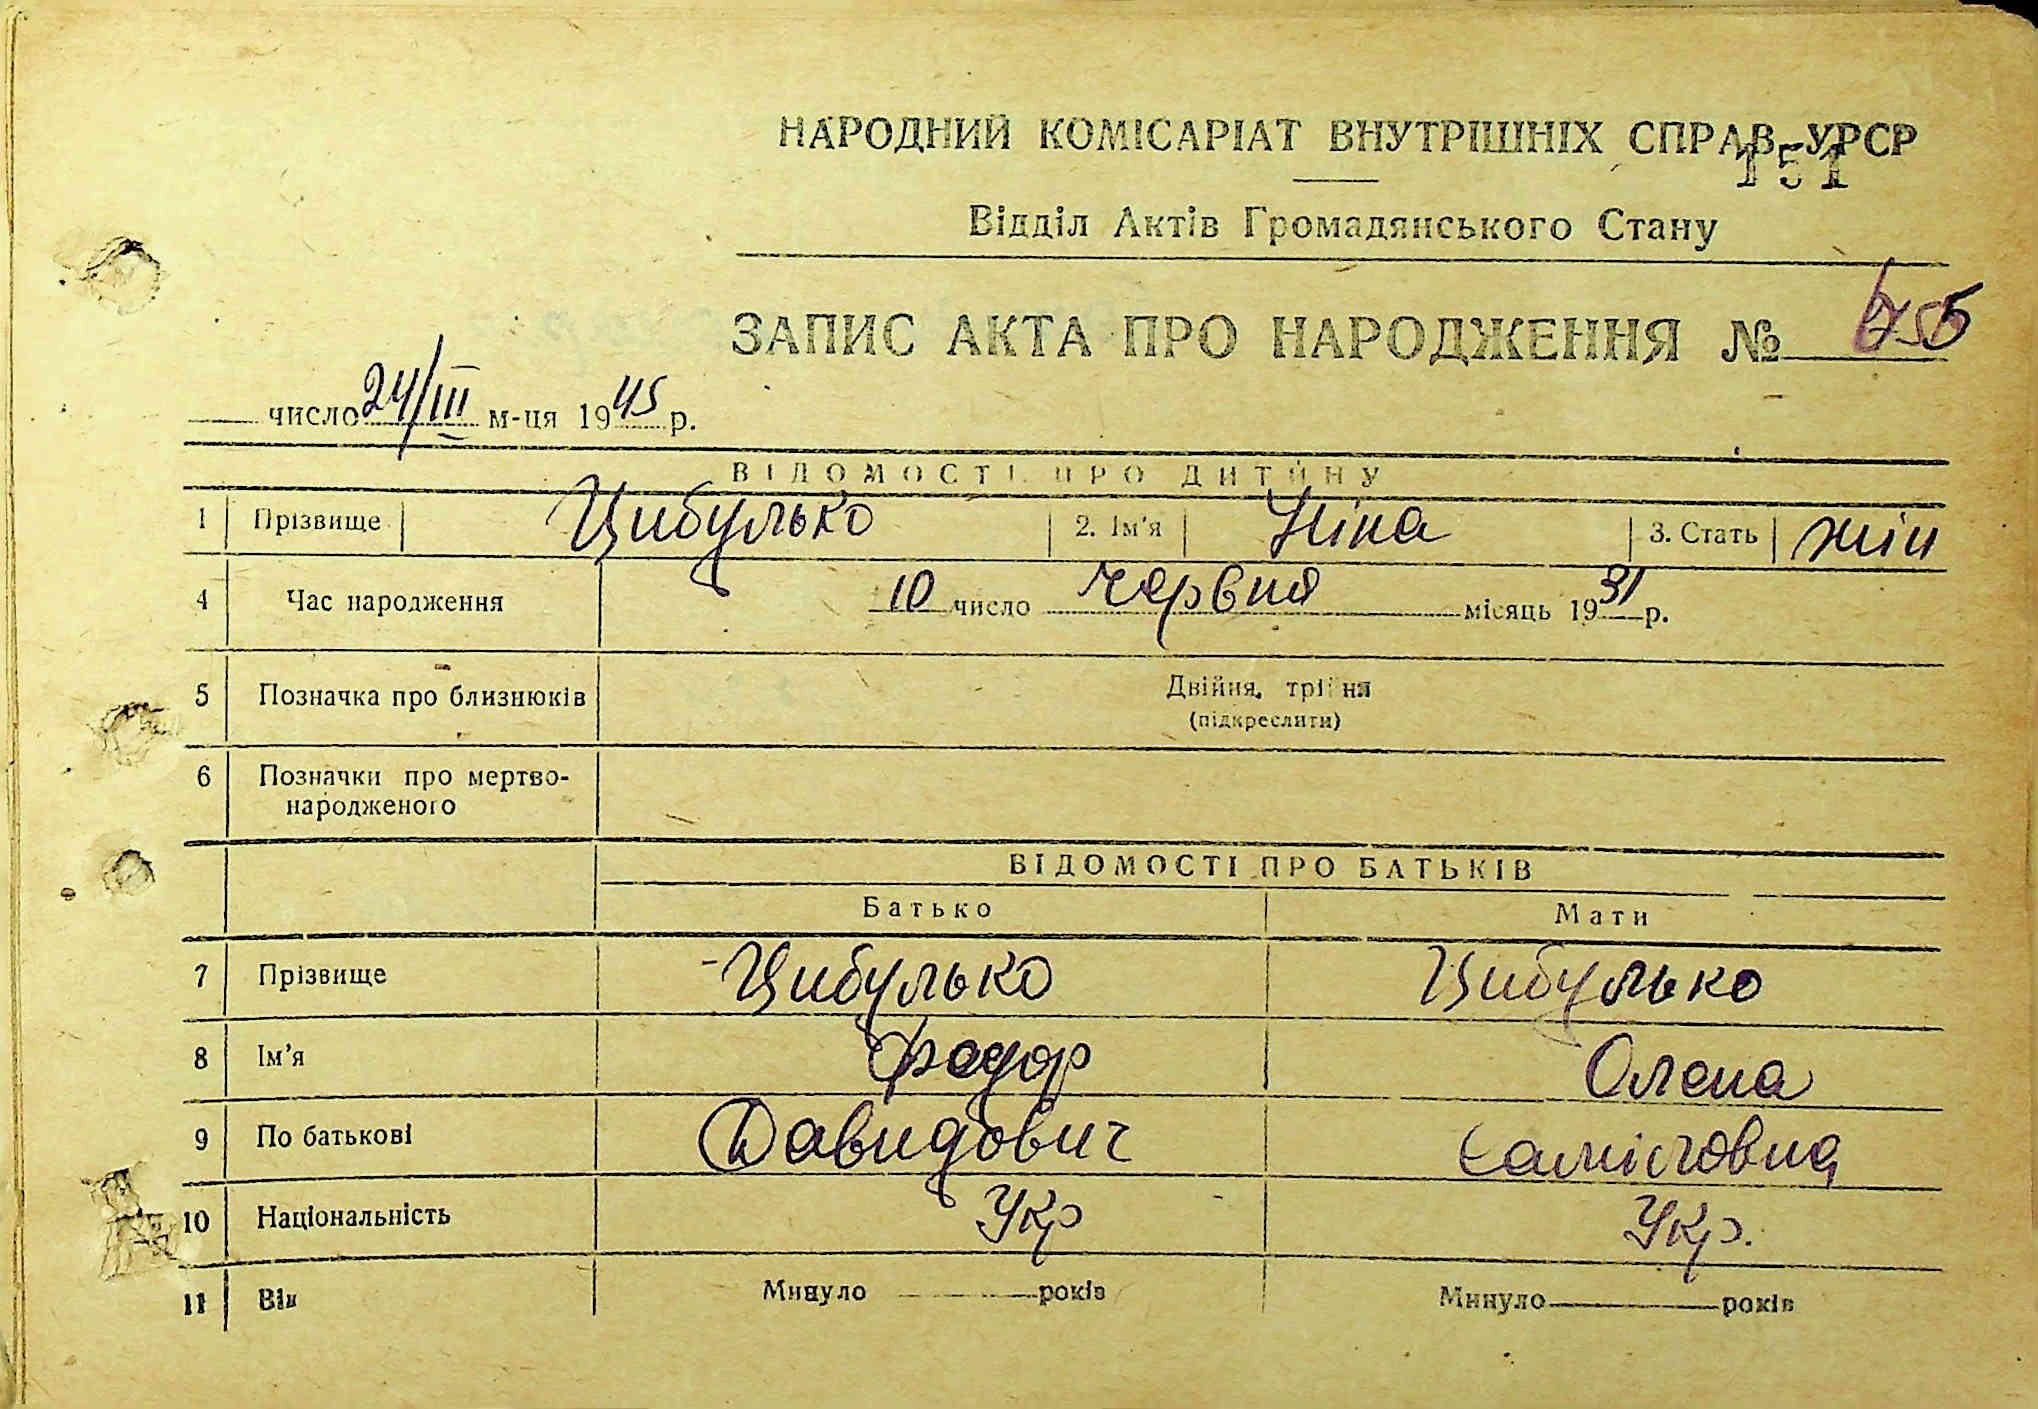 НАРОДНИЙ КОМІСАРІАТ ВНУТРІШНІХ СПРАВ УРСР
151
Відділ Актів Громадянського Стану
ЗАПИС АКТА ПРО НАРОДЖЕННЯ №
число 24/III м-ця 1945 р.
ВІДОМОСТІ ПРО ДИТИНУ
1 Прізвище Цибулько 2. Ім'я Ніна 3. Стать жін
4 Час народження 10 число червня місяць 1931 р.
5 Позначка про близнюків Двійня, трійня
(підкреслити)
6 Позначки про мертво-
народженого
ВІДОМОСТІ ПРО БАТЬКІВ
Батько Мати
7 Прізвище Цибулько Цибулько
8 Ім'я Федор Олена
9 По батькові Давидович
10 Національність Укр Укр.
11 Вік Минуло років Минуло років